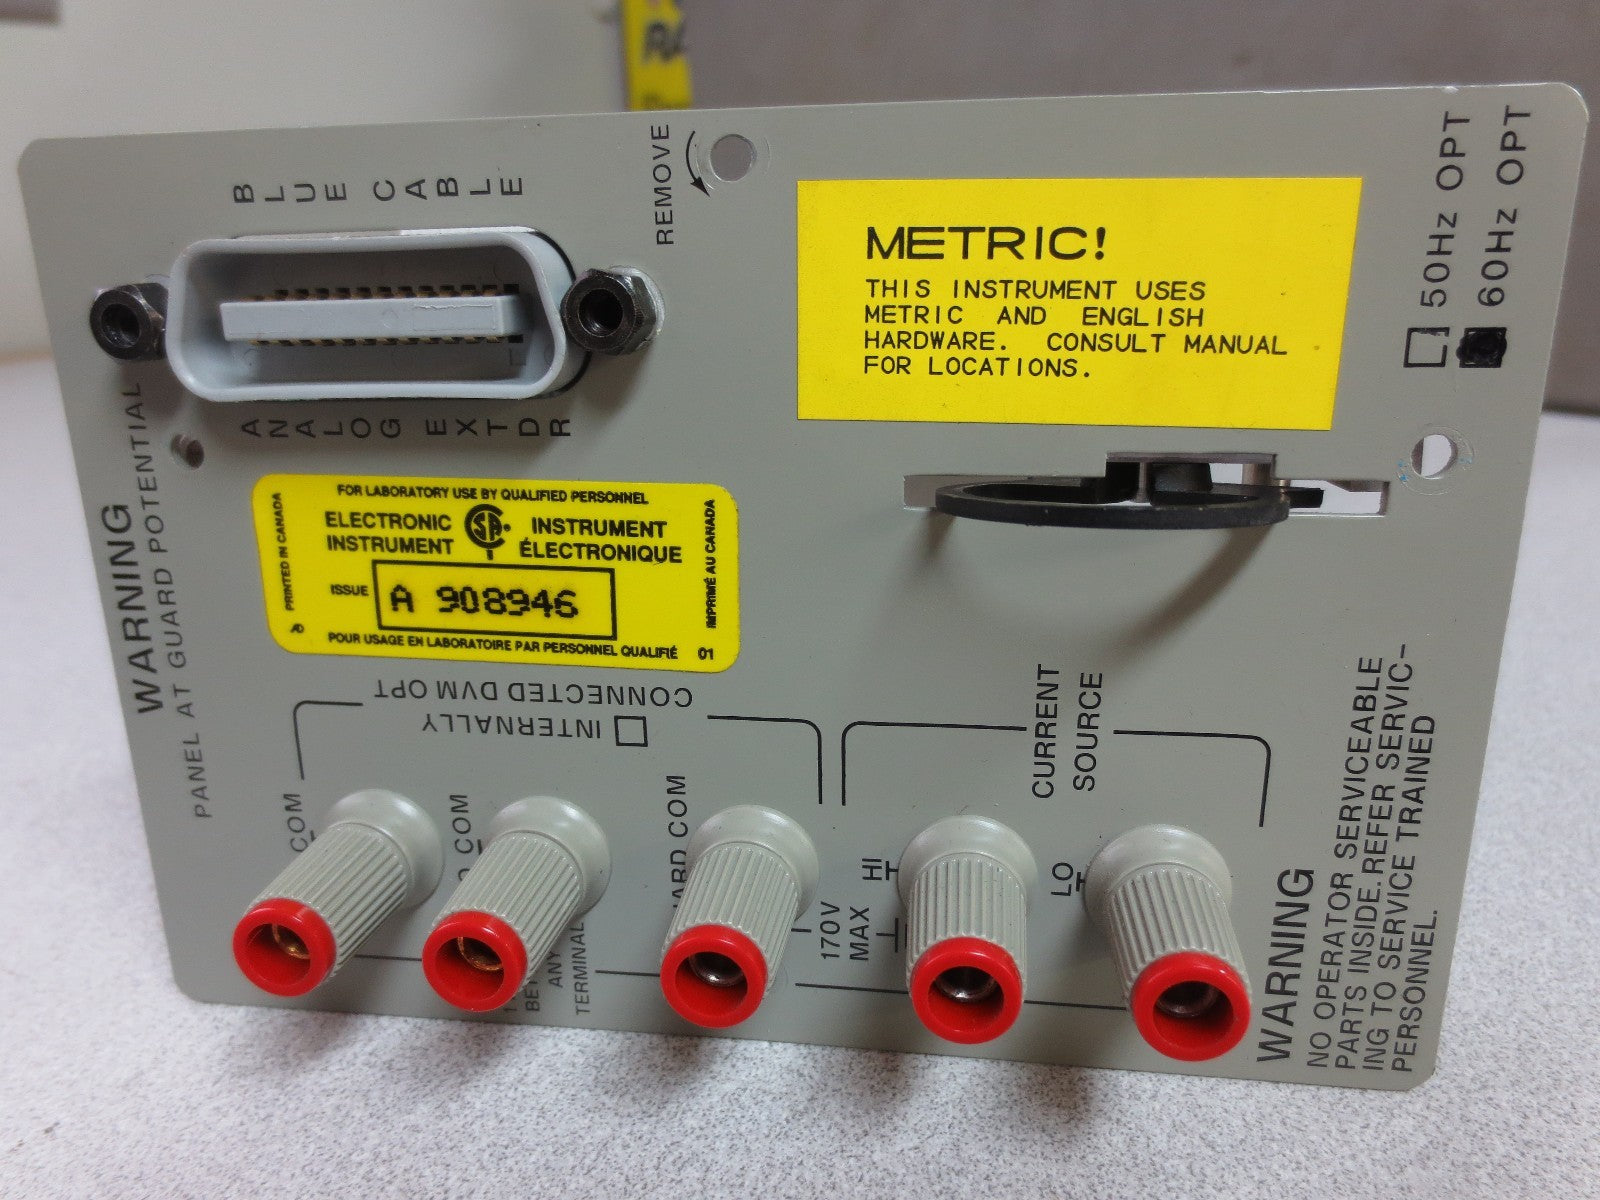 BLUE CABLE
ANALOG EXTDR
REMOVE
METRIC!
THIS INSTRUMENT USES
METRIC AND ENGLISH
HARDWARE. CONSULT MANUAL
FOR LOCATIONS.
50Hz OPT
60Hz OPT
WARNING
PANEL AT GUARD POTENTIAL
FOR LABORATORY USE BY QUALIFIED PERSONNEL
PRINTED IN CANADA
ELECTRONIC
INSTRUMENT
INSTRUMENT
ÉLECTRONIQUE
ISSUE A 908946
POUR USAGE EN LABORATOIRE PAR PERSONNEL QUALIFIÉ 01
IMPRIMÉ AU CANADA
INTERNALLY
CONNECTED DVM OPT
COM
COM
COM
ANY
TERMINAL
170V
MAX
CURRENT
SOURCE
HI
LO
WARNING
NO OPERATOR SERVICEABLE
PARTS INSIDE. REFER SERVIC-
ING TO SERVICE TRAINED
PERSONNEL.